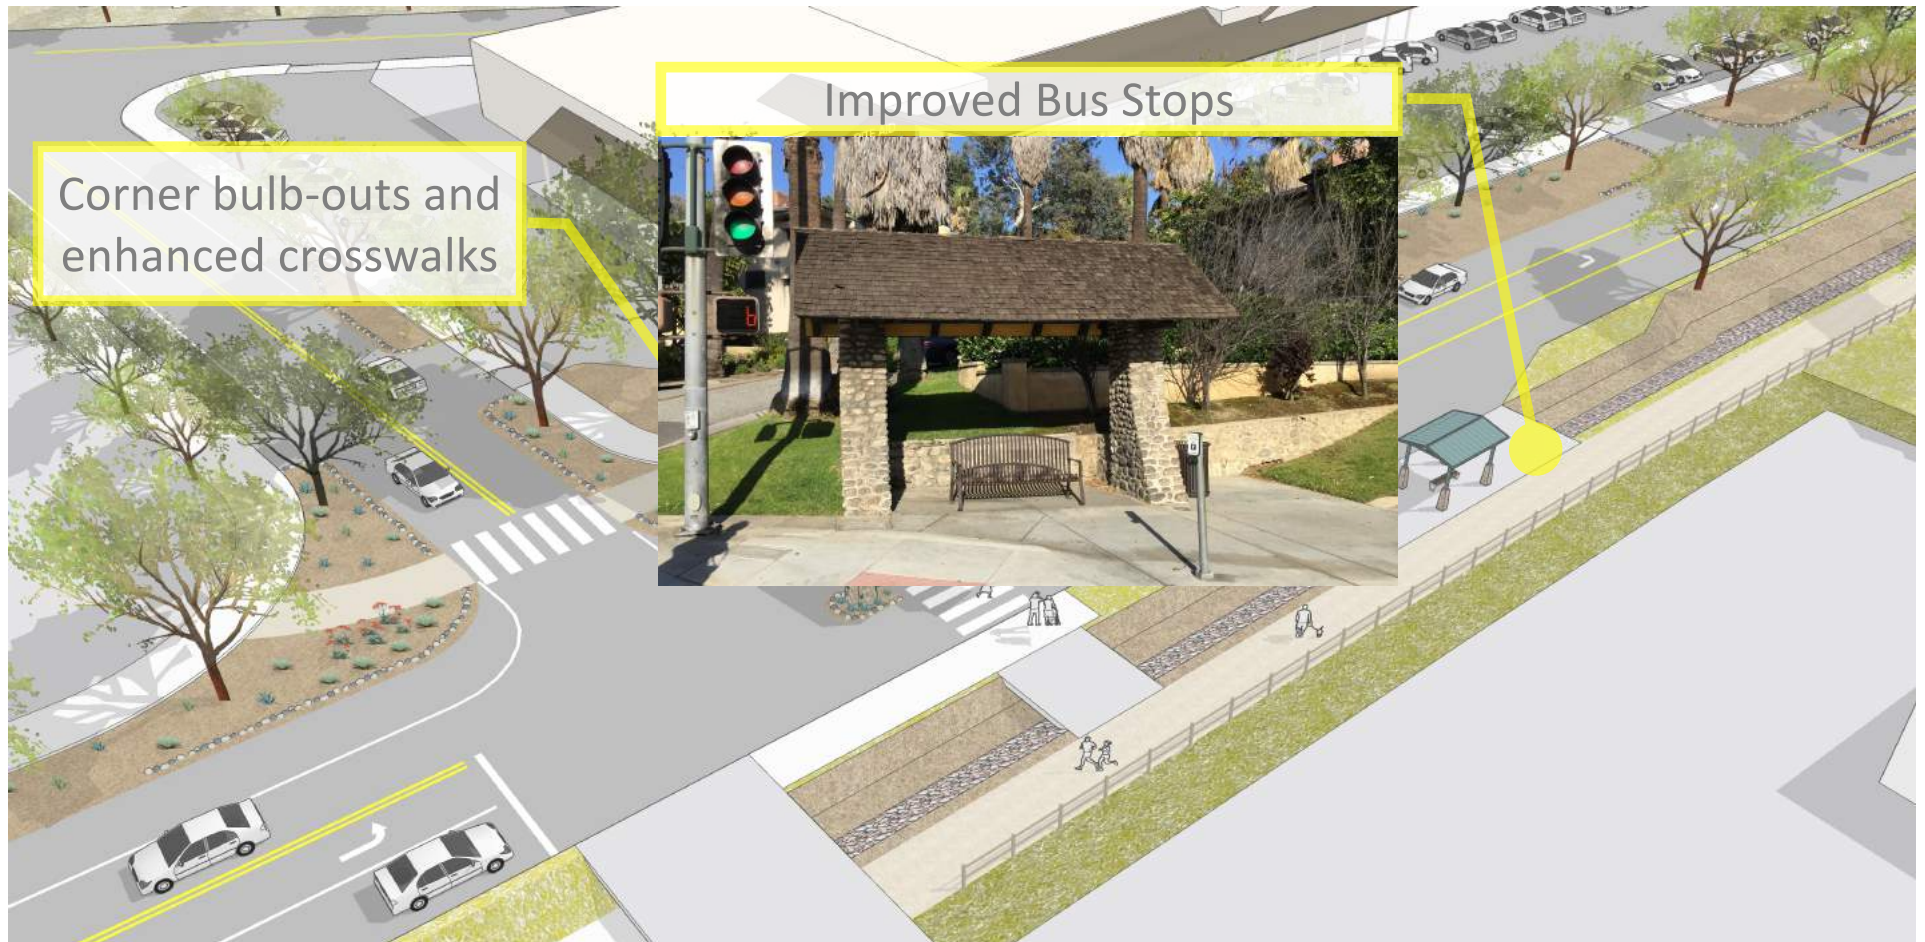 Improved Bus Stops
Corner bulb-outs and
enhanced crosswalks